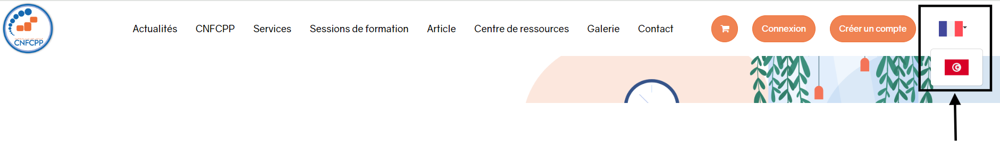 CNFCPP
Actualités CNFCPP Services Sessions de formation Article Centre de ressources Galerie Contact Connexion Créer un compte